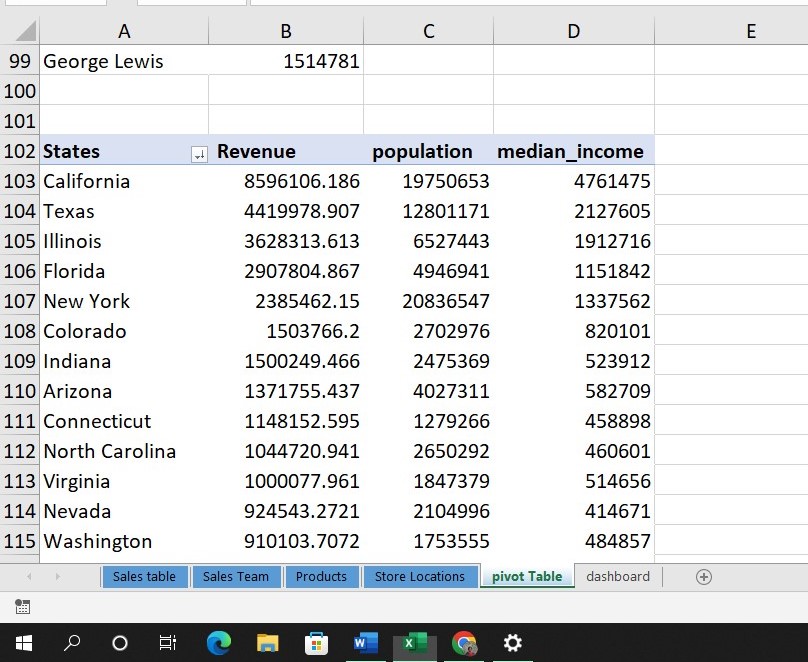 A B C D E
99 George Lewis 1514781
100
101
102 States Revenue population median_income
103 California 8596106.186 19750653 4761475
104 Texas 4419978.907 12801171 2127605
105 Illinois 3628313.613 6527443 1912716
106 Florida 2907804.867 4946941 1151842
107 New York 2385462.15 20836547 1337562
108 Colorado 1503766.2 2702976 820101
109 Indiana 1500249.466 2475369 523912
110 Arizona 1371755.437 4027311 582709
111 Connecticut 1148152.595 1279266 458898
112 North Carolina 1044720.941 2650292 460601
113 Virginia 1000077.961 1847379 514656
114 Nevada 924543.2721 2104996 414671
115 Washington 910103.7072 1753555 484857
Sales table Sales Team Products Store Locations pivot Table dashboard
W X